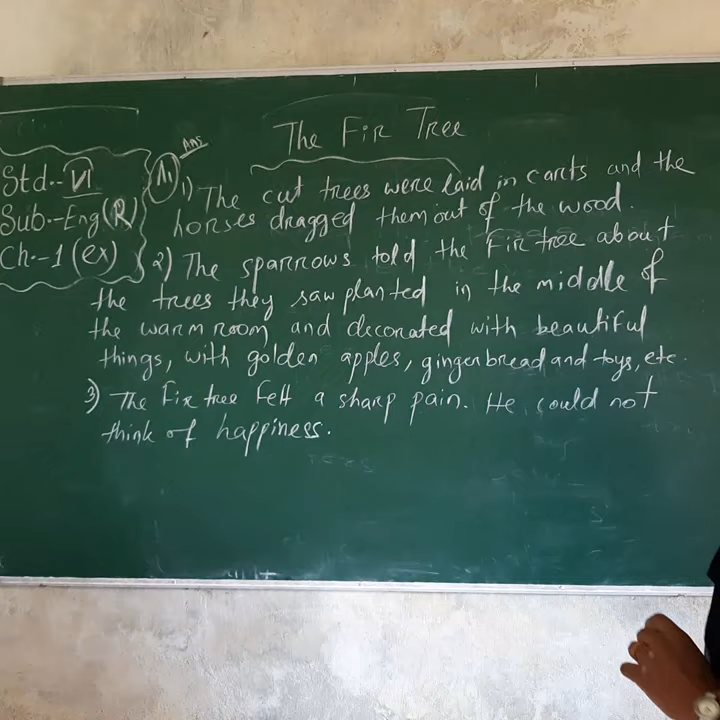 The Fir Tree
Std.- VI
Sub.- Eng(R)
Ch.- 1 (ex)
Ans
A1
1) The cut trees were laid in carts and the
horses dragged them out of the wood.
2) The sparrows told the Fir tree about
the trees they saw planted in the middle of
the warm room and decorated with beautiful
things, with golden apples, gingerbread and toys, etc.
3) The Fir tree felt a sharp pain. He could not
think of happiness.